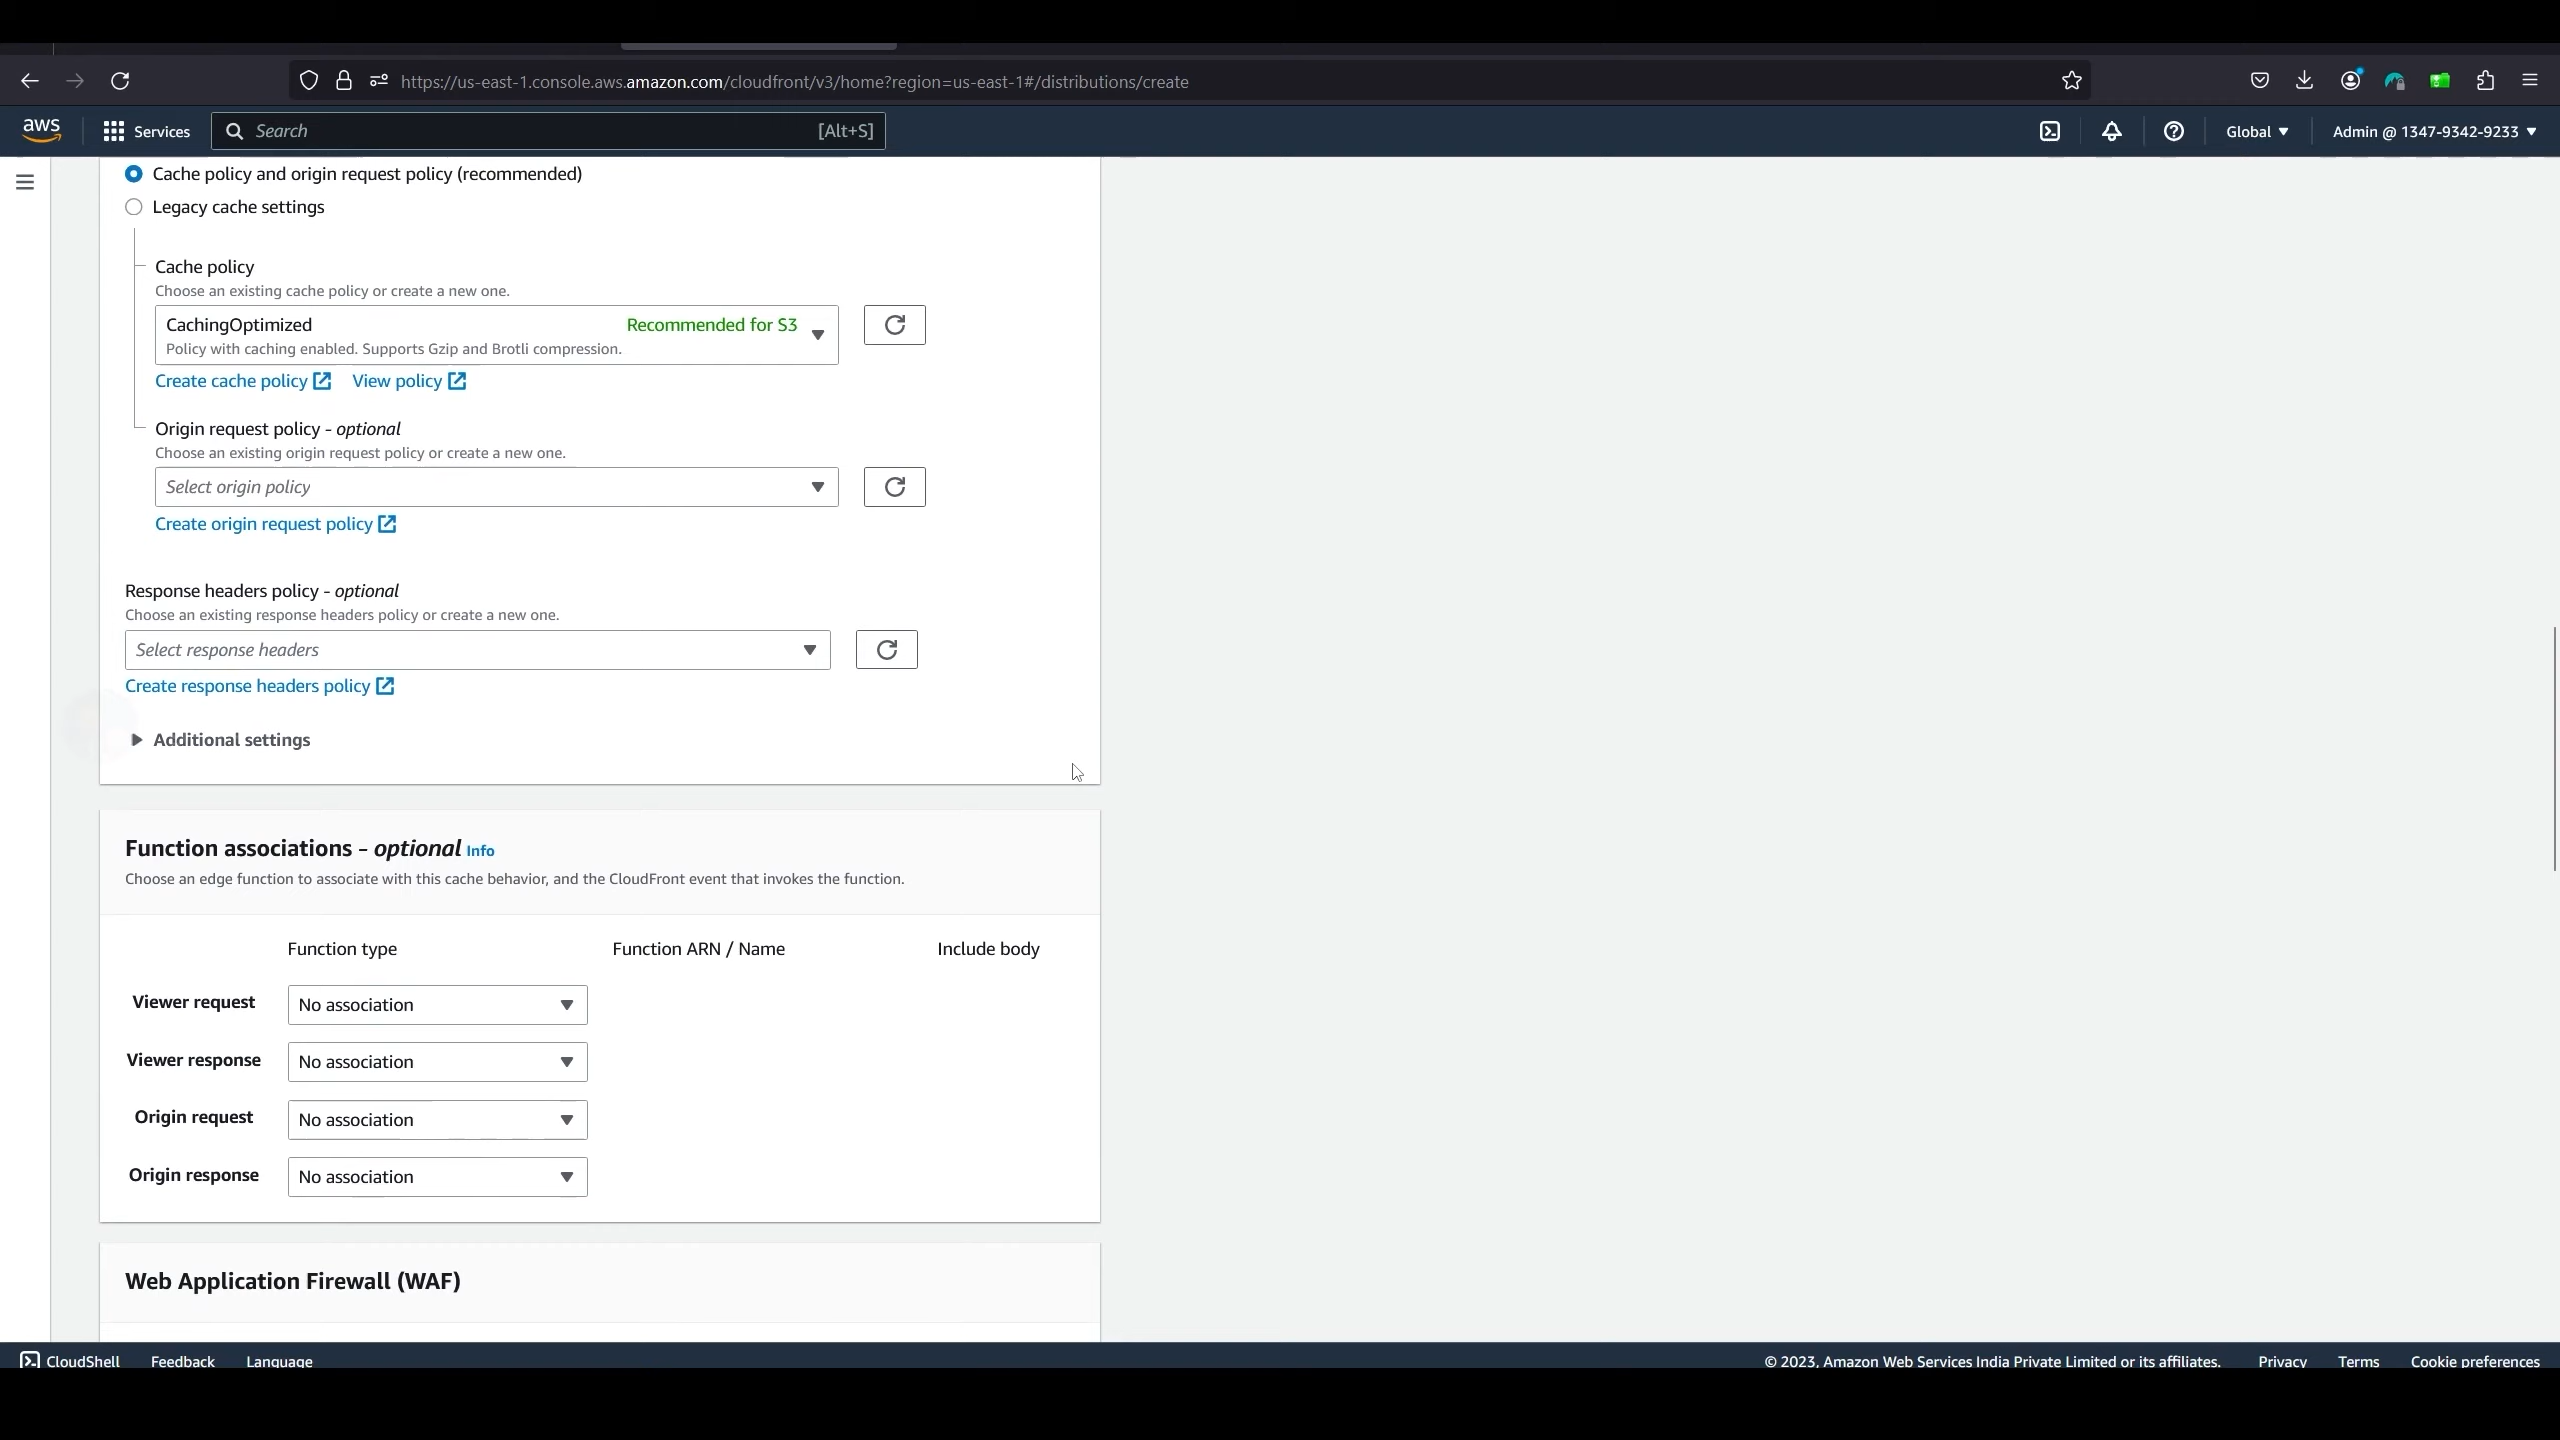 https://us-east-1.console.aws.amazon.com/cloudfront/v3/home?region=us-east-1#/distributions/create
aws
Services
Search
[Alt+S]
Global
Admin @ 1347-9342-9233
Cache policy and origin request policy (recommended)
Legacy cache settings
Cache policy
Choose an existing cache policy or create a new one.
CachingOptimized
Recommended for S3
Policy with caching enabled. Supports Gzip and Brotli compression.
Create cache policy
View policy
Origin request policy - optional
Choose an existing origin request policy or create a new one.
Select origin policy
Create origin request policy
Response headers policy - optional
Choose an existing response headers policy or create a new one.
Select response headers
Create response headers policy
Additional settings
Function associations - optional Info
Choose an edge function to associate with this cache behavior, and the CloudFront event that invokes the function.
Function type
Function ARN / Name
Include body
Viewer request
No association
Viewer response
No association
Origin request
No association
Origin response
No association
Web Application Firewall (WAF)
CloudShell
Feedback
Language
© 2023, Amazon Web Services India Private Limited or its affiliates.
Privacy
Terms
Cookie preferences